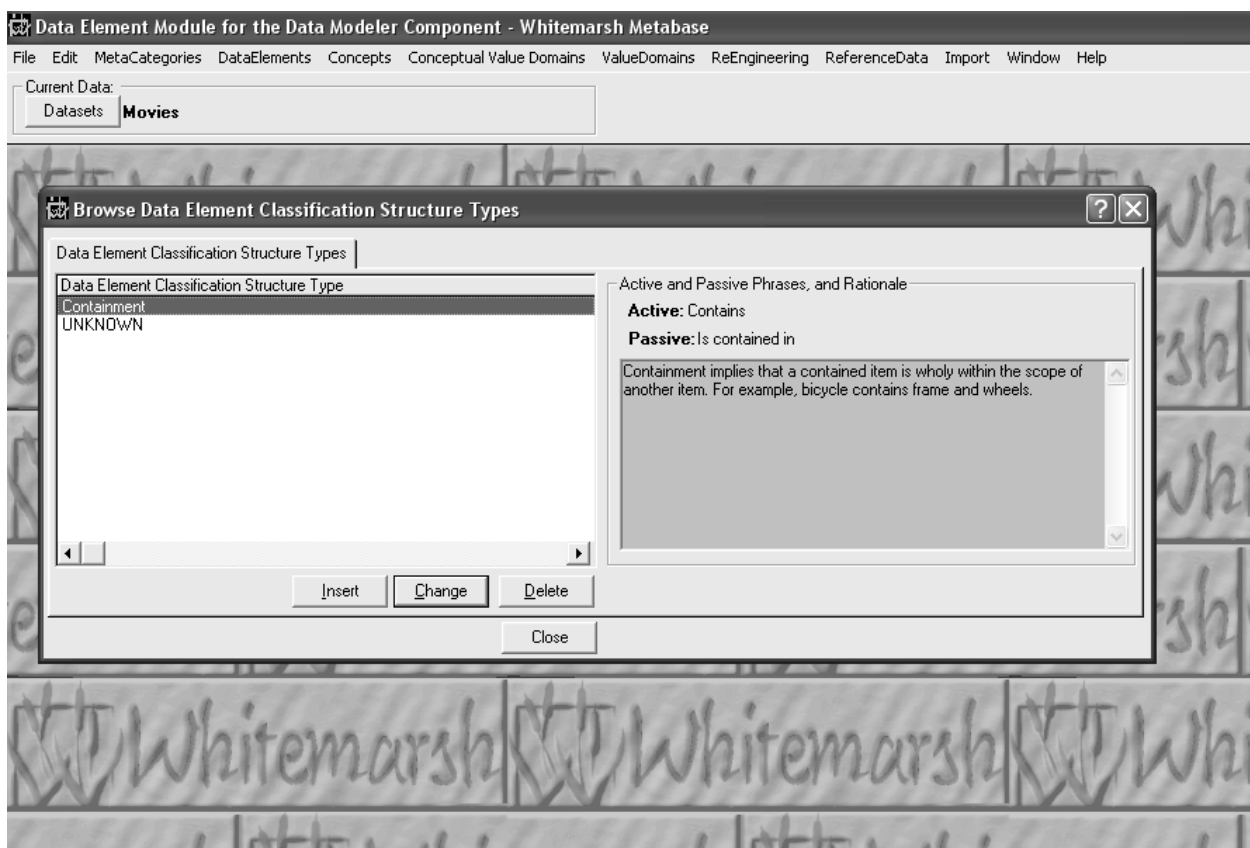 Data Element Module for the Data Modeler Component - Whitemarsh Metabase
File Edit MetaCategories DataElements Concepts Conceptual Value Domains ValueDomains ReEngineering ReferenceData Import Window Help
Current Data:
Datasets Movies
Browse Data Element Classification Structure Types
Data Element Classification Structure Types
Data Element Classification Structure Type
Containment
UNKNOWN
Active and Passive Phrases, and Rationale
Active: Contains
Passive: Is contained in
Containment implies that a contained item is wholy within the scope of
another item. For example, bicycle contains frame and wheels.
Insert Change Delete
Close
Whitemarsh Whitemarsh Whi